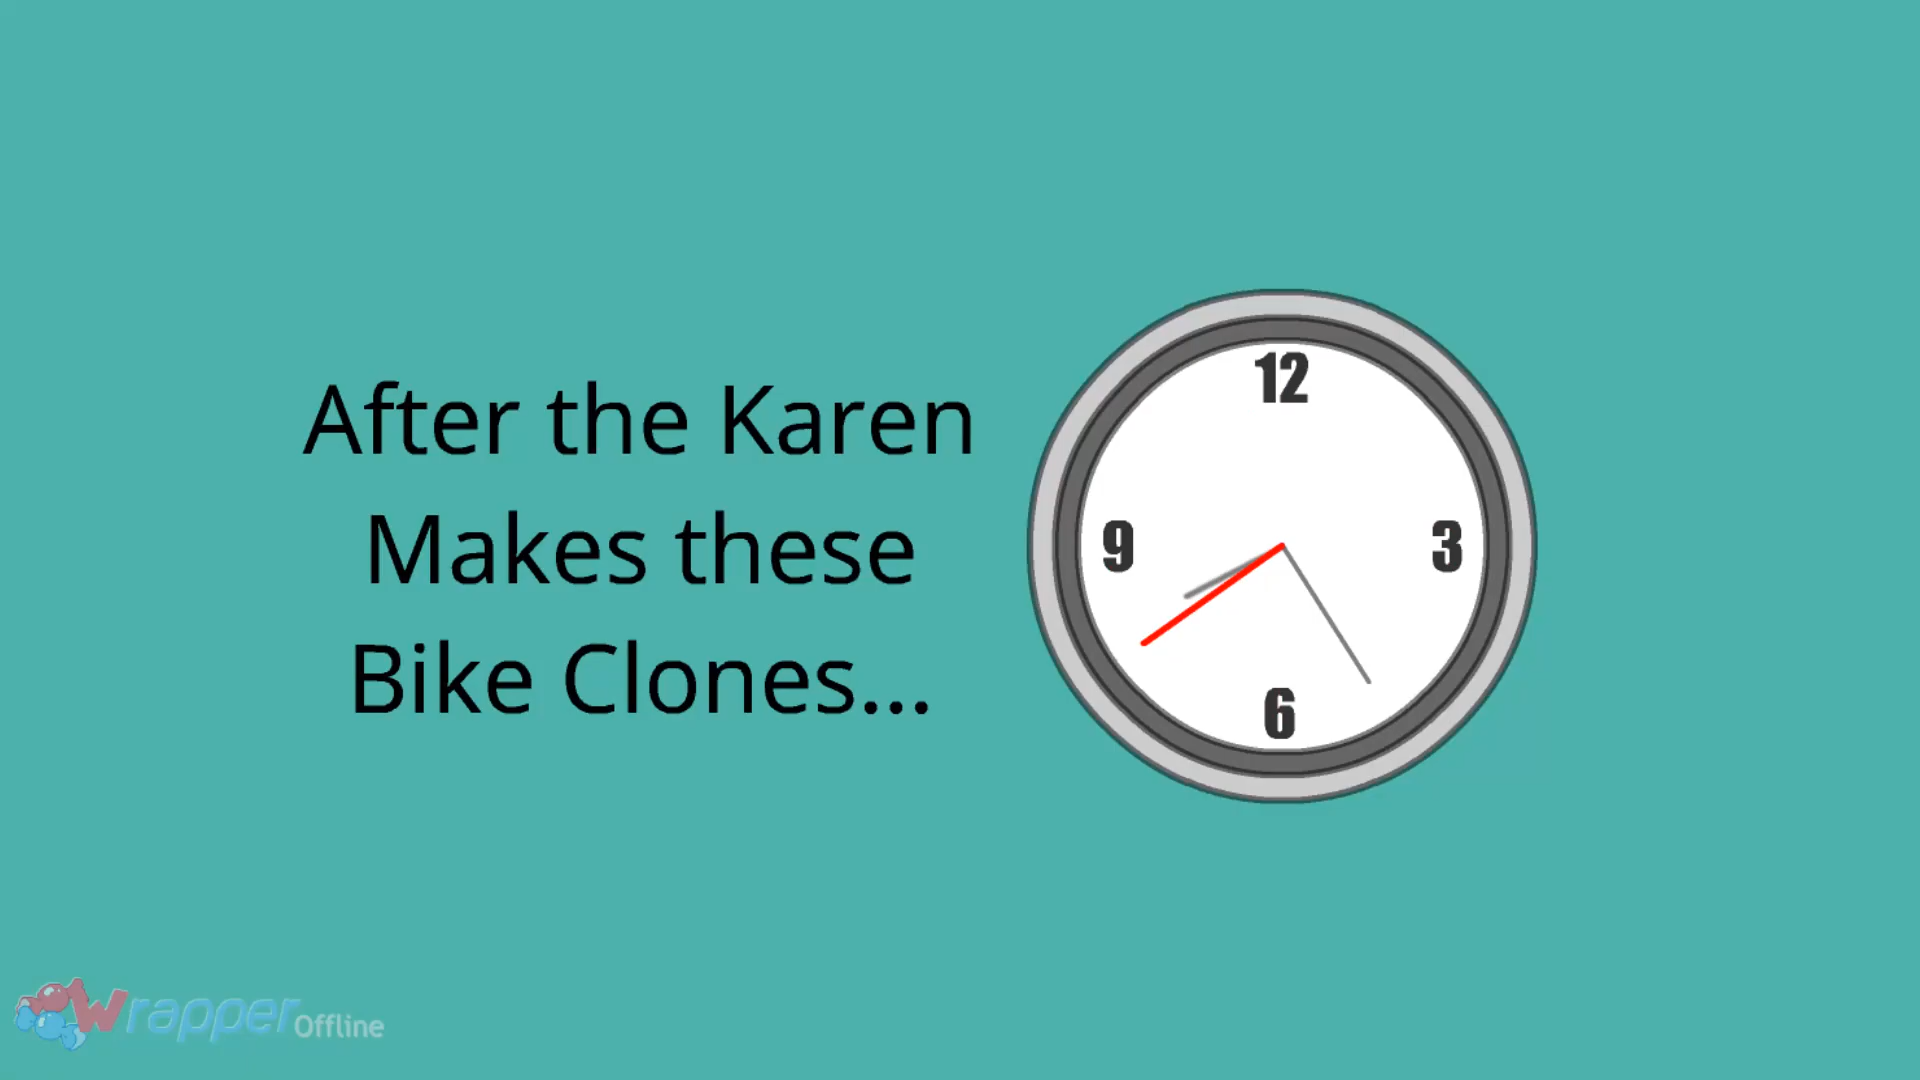 After the Karen
Makes these
Bike Clones...
12
9
3
6
Wrapper Offline